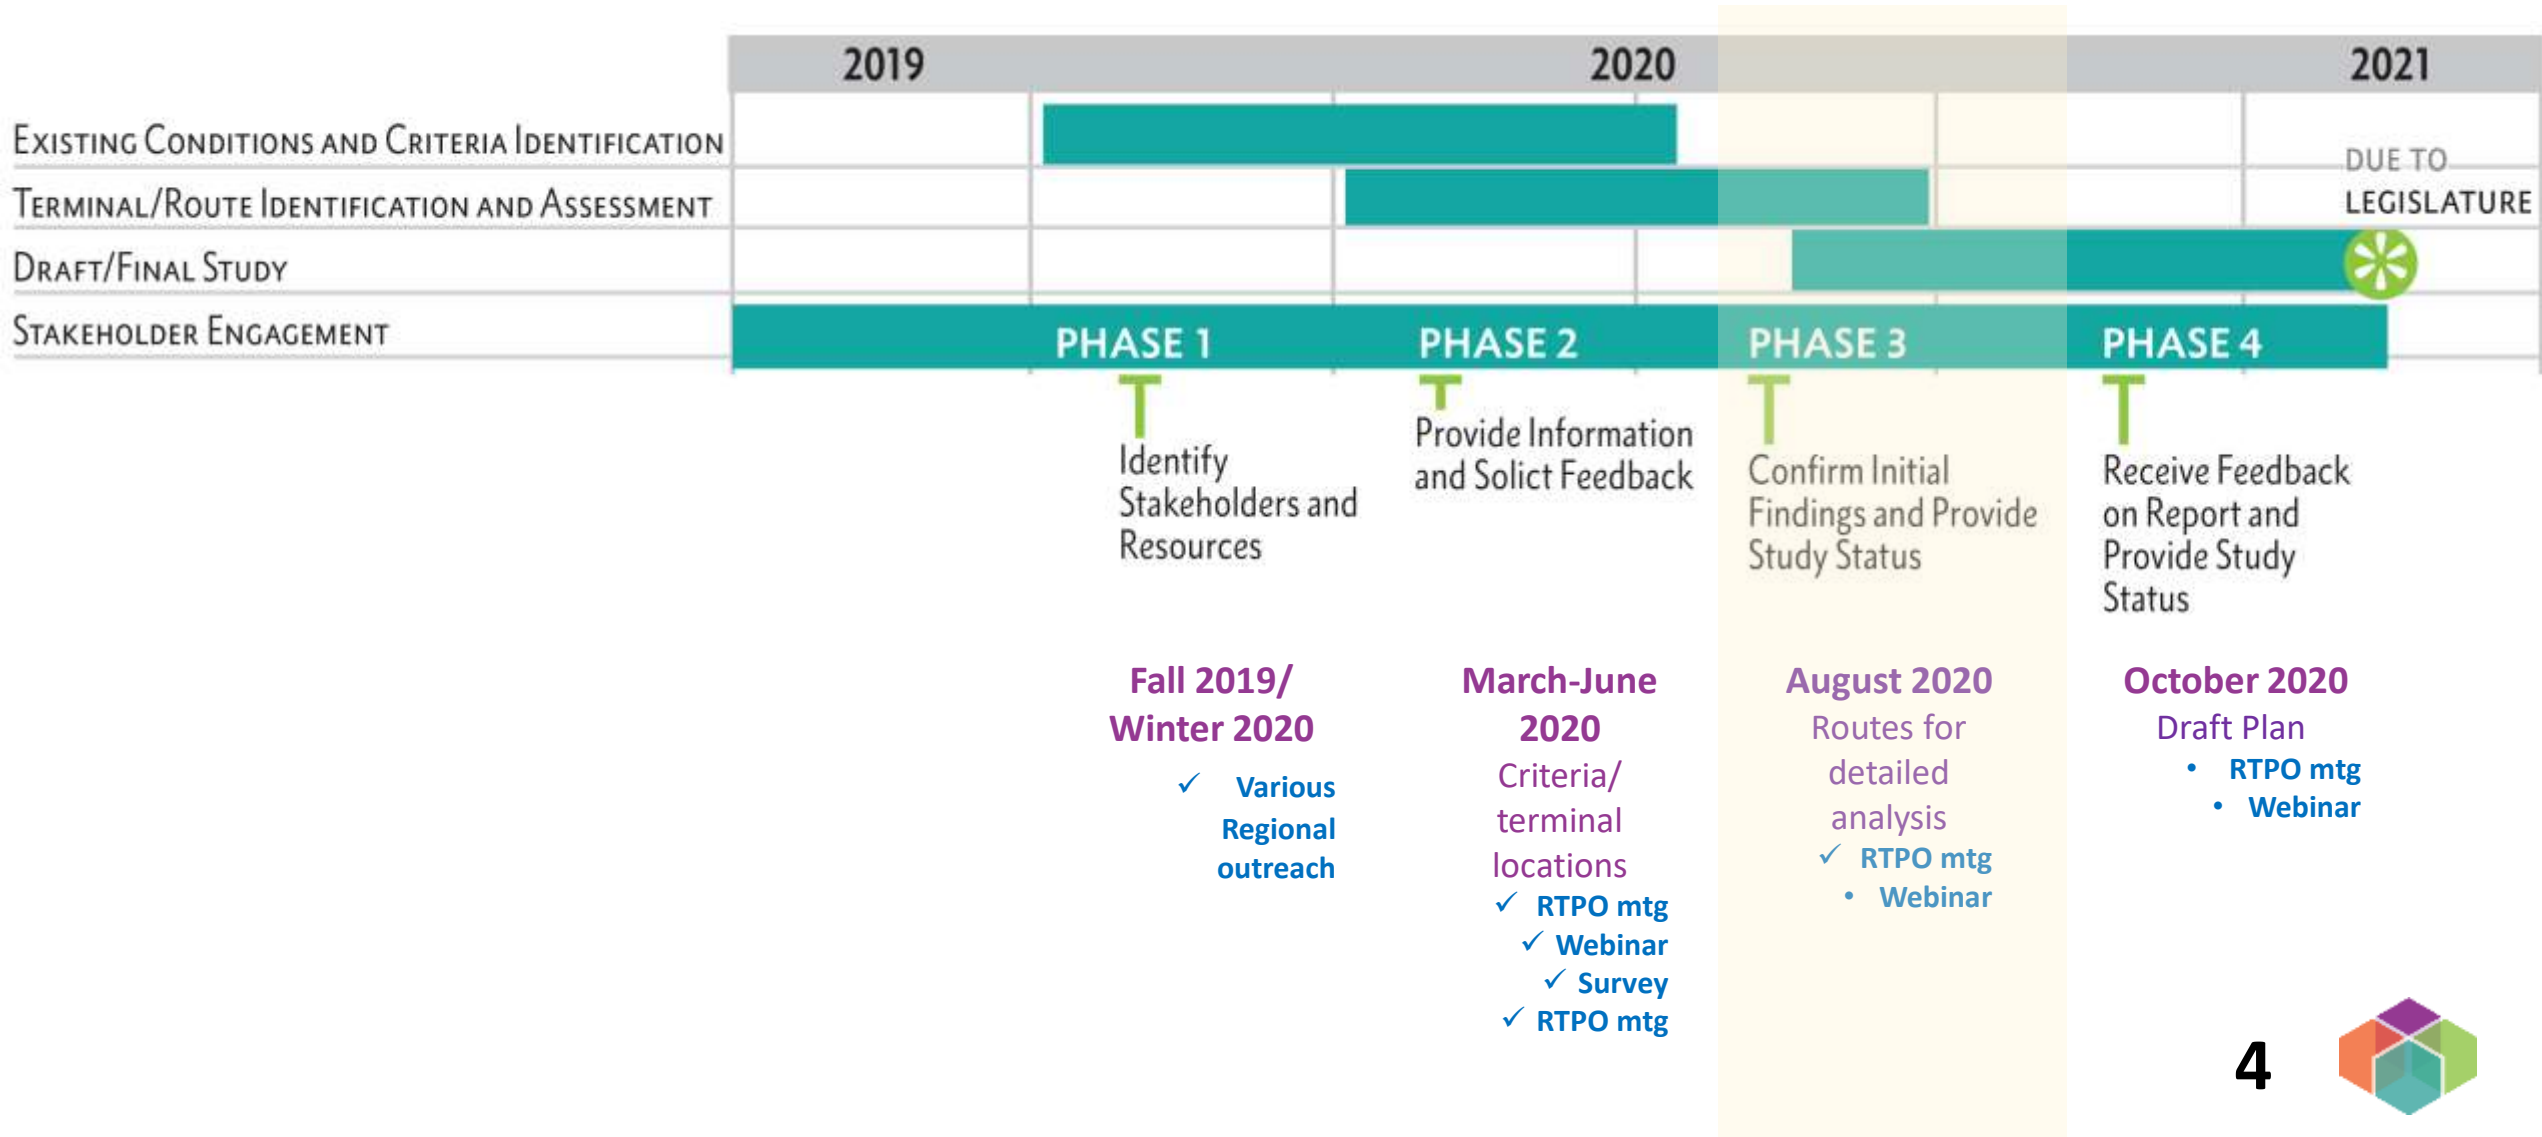 2019
2020
2021
EXISTING CONDITIONS AND CRITERIA IDENTIFICATION
TERMINAL/ROUTE IDENTIFICATION AND ASSESSMENT
DRAFT/FINAL STUDY
STAKEHOLDER ENGAGEMENT
DUE TO
LEGISLATURE
PHASE 1
PHASE 2
PHASE 3
PHASE 4
Identify
Stakeholders and
Resources
Provide Information
and Solict Feedback
Confirm Initial
Findings and Provide
Study Status
Receive Feedback
on Report and
Provide Study
Status
Fall 2019/
Winter 2020
✓ Various
Regional
outreach
March-June
2020
Criteria/
terminal
locations
✓ RTPO mtg
✓ Webinar
✓ Survey
✓ RTPO mtg
August 2020
Routes for
detailed
analysis
✓ RTPO mtg
• Webinar
October 2020
Draft Plan
• RTPO mtg
• Webinar
4